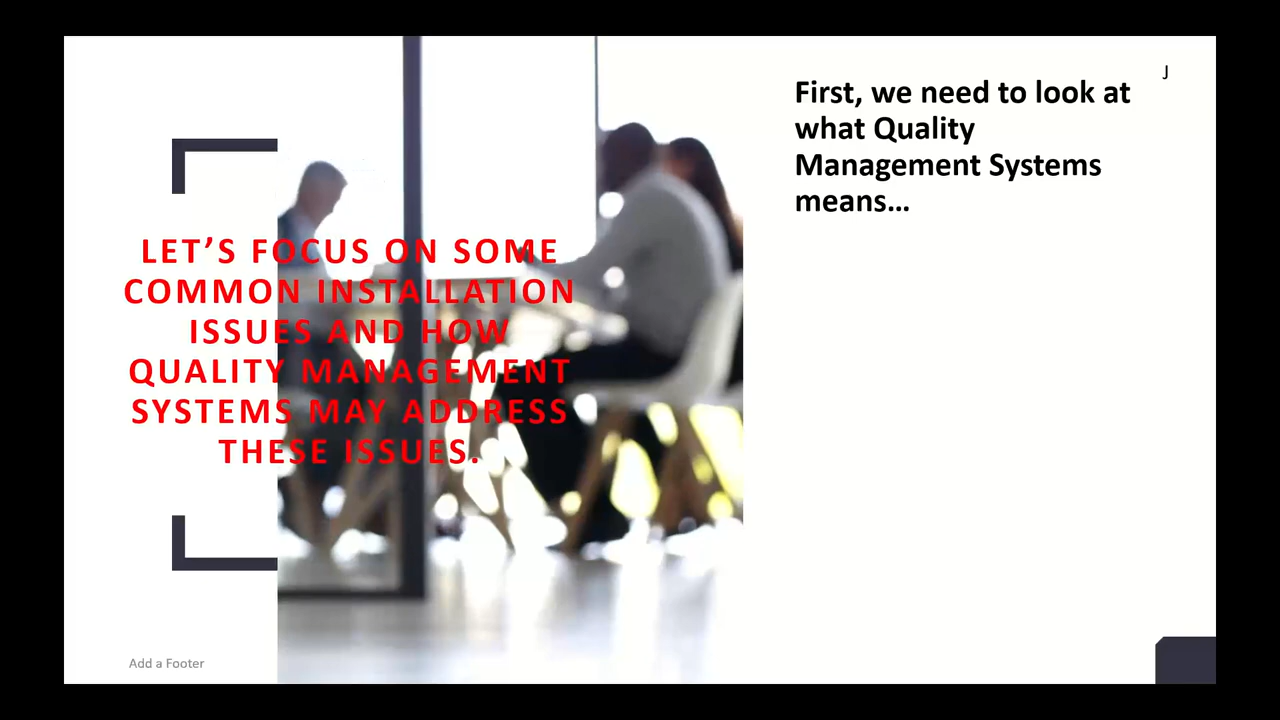 LET’S FOCUS ON SOME
COMMON INSTALLATION
ISSUES AND HOW
QUALITY MANAGEMENT
SYSTEMS MAY ADDRESS
THESE ISSUES.
First, we need to look at
what Quality
Management Systems
means…
J
Add a Footer